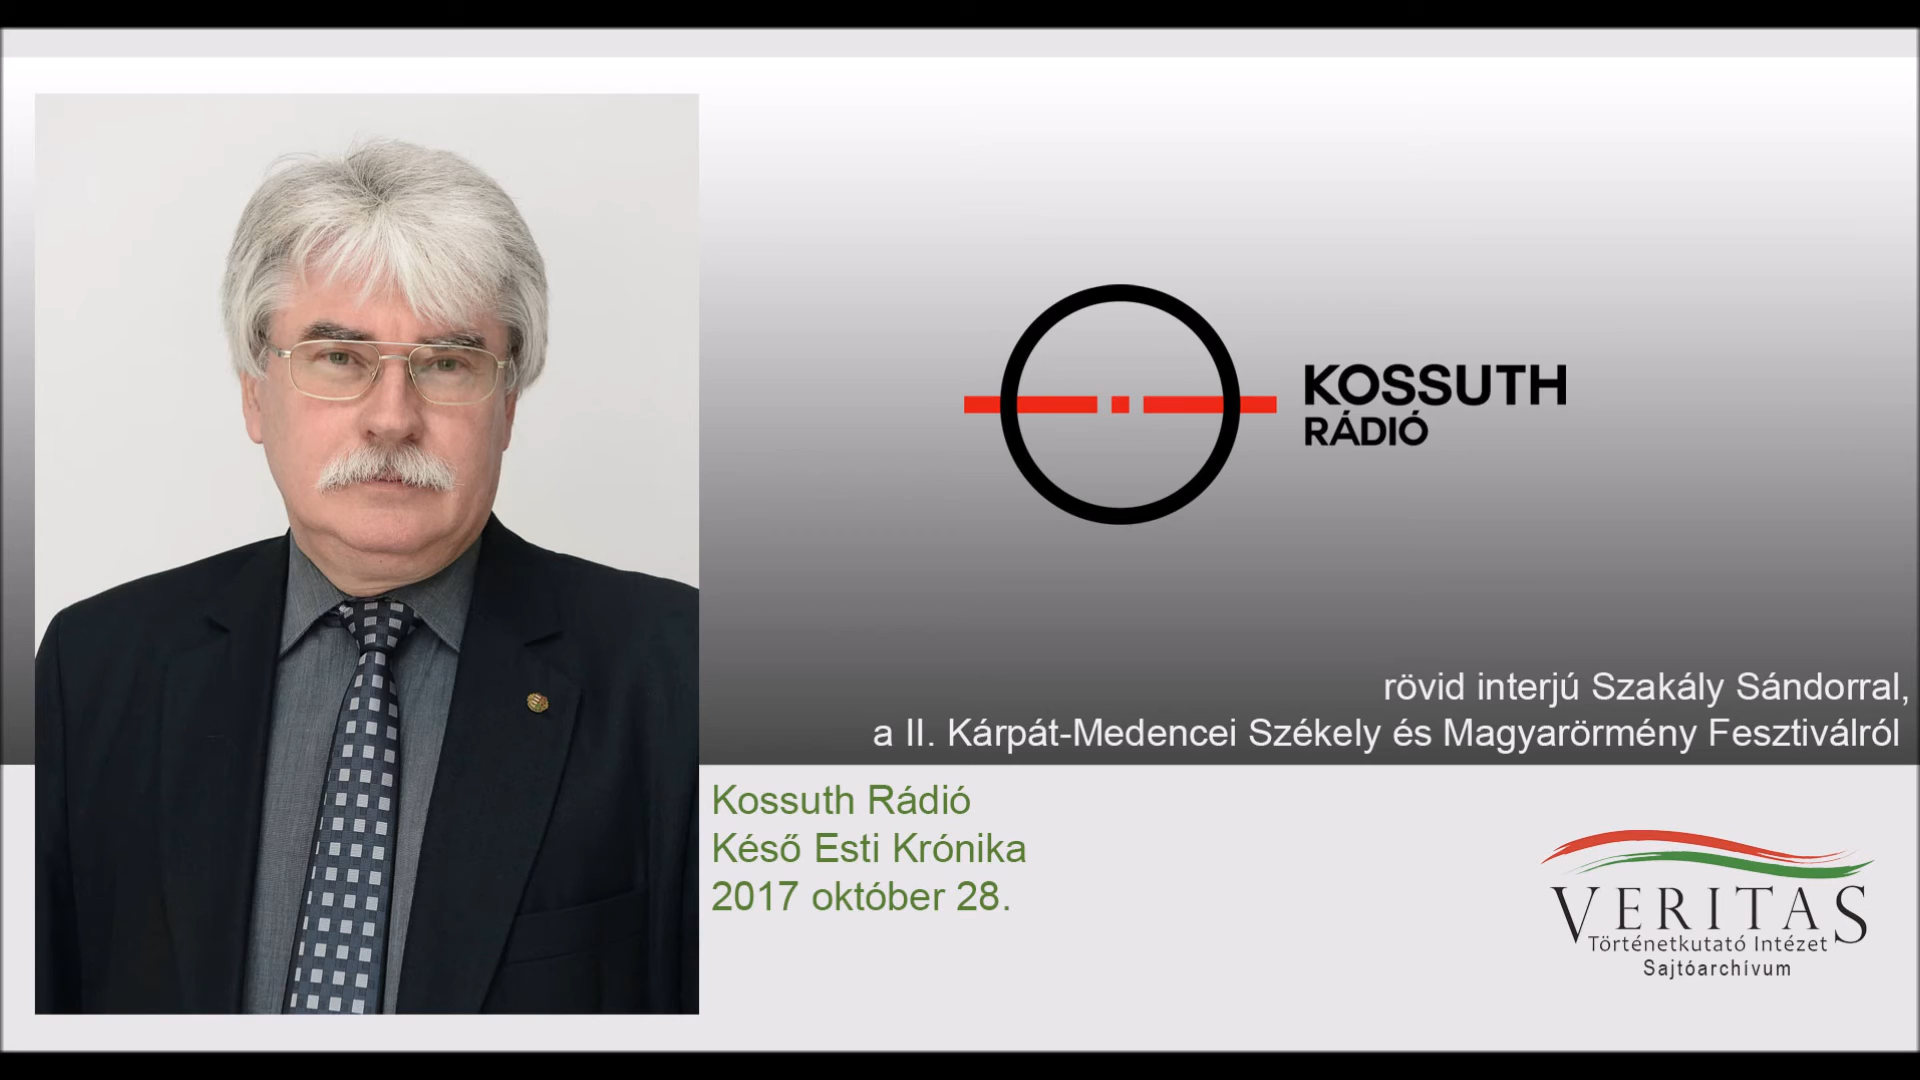 KOSSUTH
RÁDIÓ
rövid interjú Szakály Sándorral,
a II. Kárpát-Medencei Székely és Magyarörmény Fesztiválról
Kossuth Rádió
Késő Esti Krónika
2017 október 28.
VERITAS
Történetkutató Intézet
Sajtóarchívum